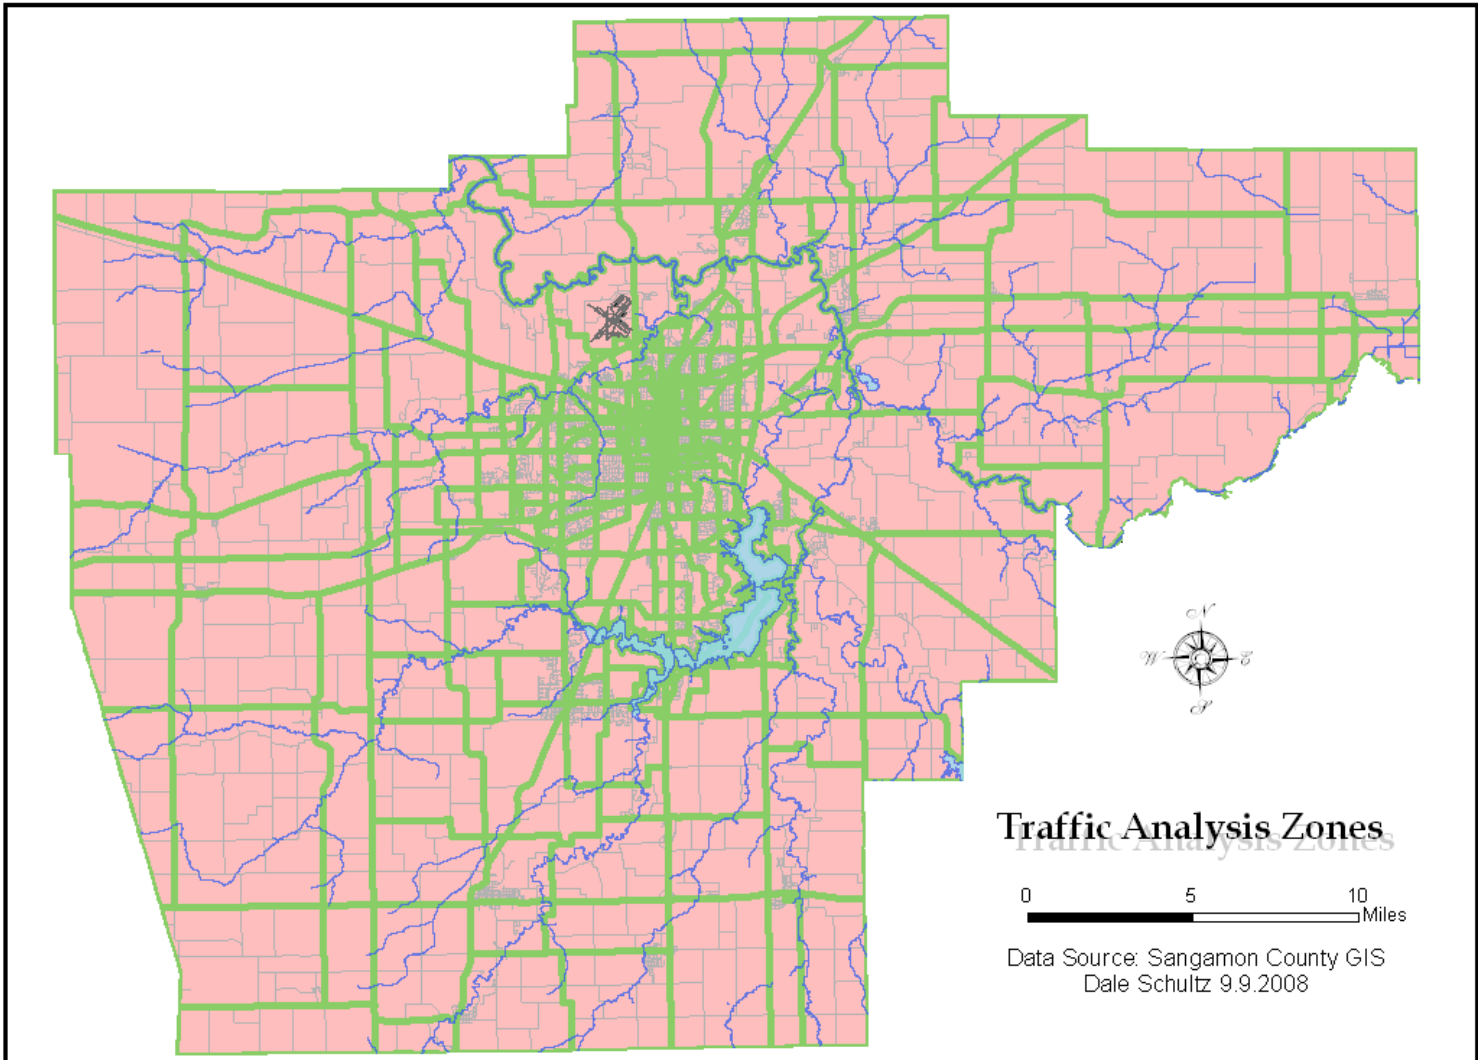 N
W
S
Traffic Analysis Zones
0 5 10
Miles
Data Source: Sangamon County GIS
Dale Schultz 9.9.2008